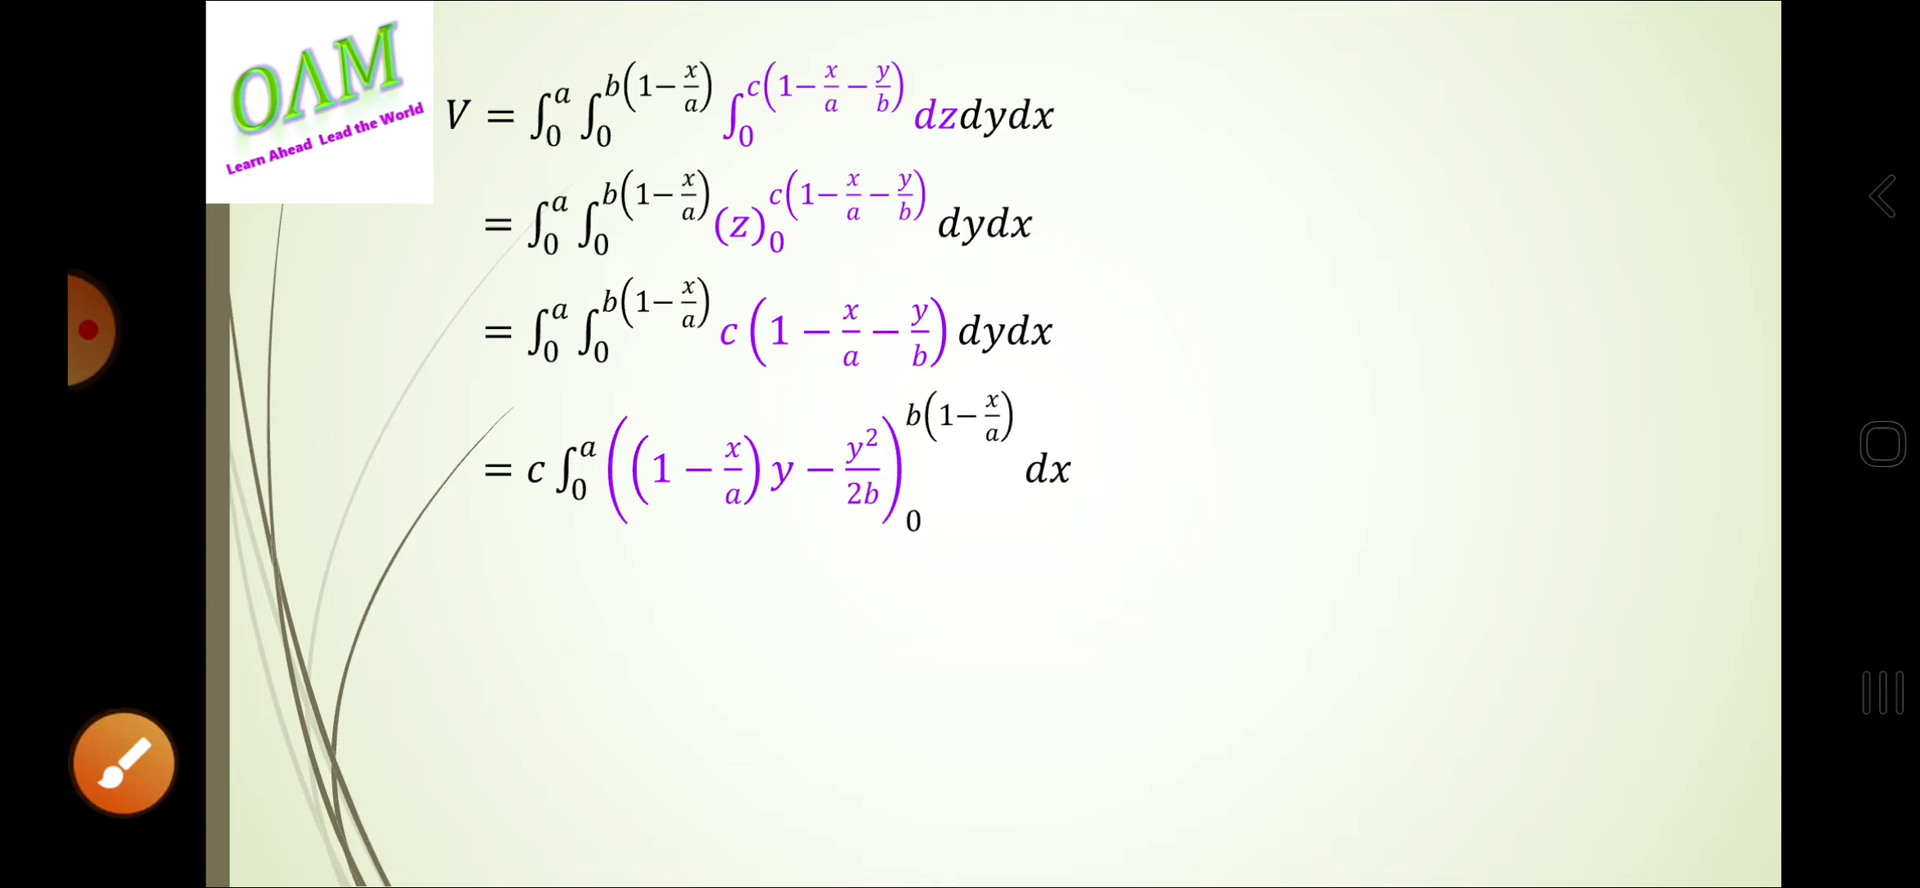 OΛM
Learn Ahead Lead the World
V = ∫₀^a ∫₀^{b(1−x/a)} ∫₀^{c(1−x/a−y/b)} dzdydx
= ∫₀^a ∫₀^{b(1−x/a)} (z)₀^{c(1−x/a−y/b)} dydx
= ∫₀^a ∫₀^{b(1−x/a)} c(1 − x/a − y/b) dydx
= c ∫₀^a ((1 − x/a) y − y²/2b)₀^{b(1−x/a)} dx